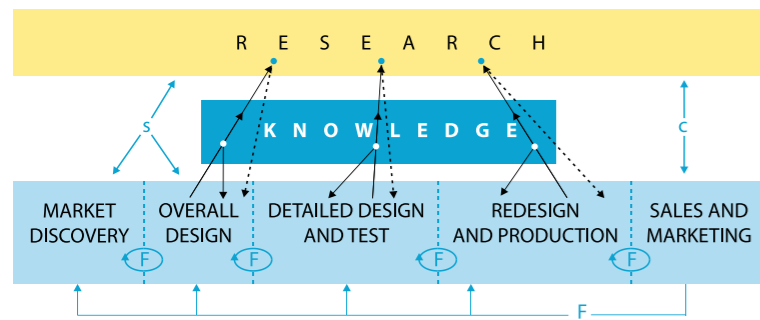 R E S E A R C H
K N O W L E D G E
S
C
MARKET
DISCOVERY
OVERALL
DESIGN
DETAILED DESIGN
AND TEST
REDESIGN
AND PRODUCTION
SALES AND
MARKETING
F
F
F
F
F